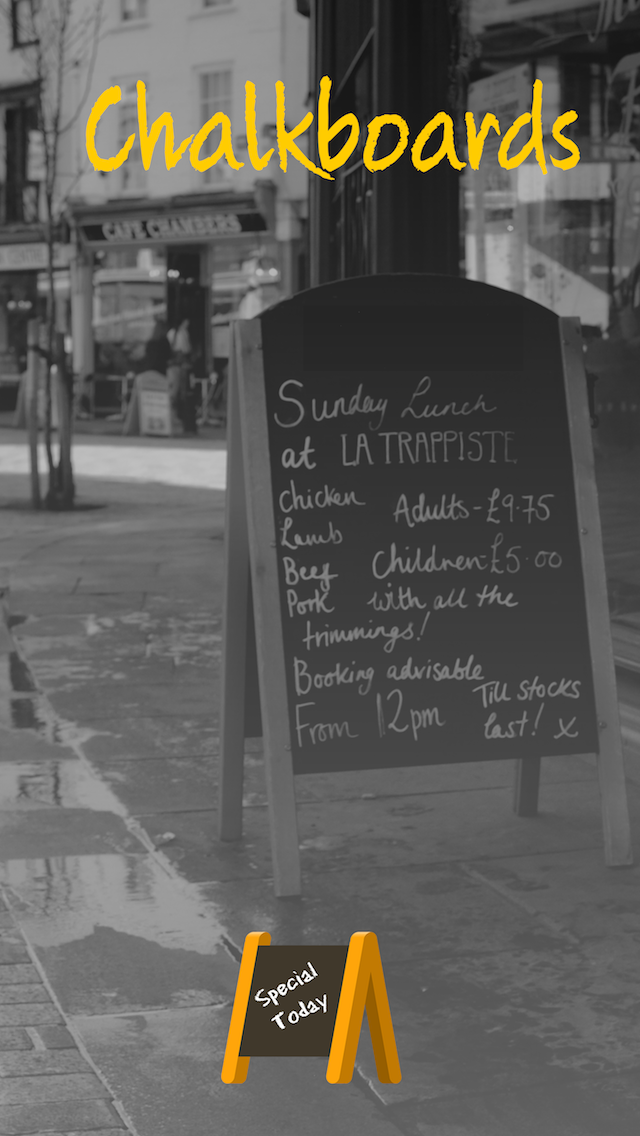 Chalkboards
CAFE CHAMBERS
Sunday Lunch
at LA TRAPPISTE
Chicken
Adults-£9.75
Lamb
Beef
Children-£5.00
Pork
with all the
trimmings!
Booking advisable
Till stocks
From 12pm
last! x
Special
Today